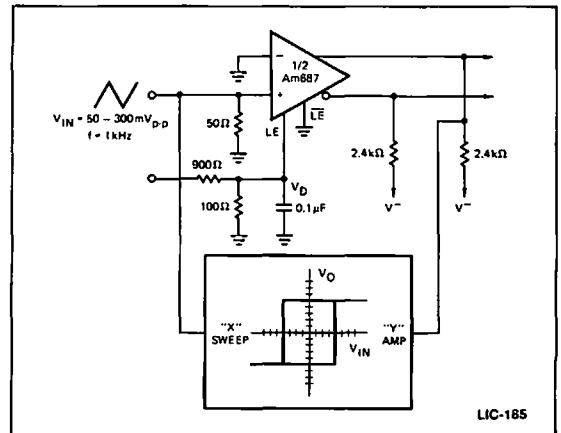 1/2
Am687
−
+
LE
LE
V_IN = 50 − 300mV_p-p
f ≈ 1kHz
50Ω
900Ω
100Ω
V_D
0.1μF
2.4kΩ
2.4kΩ
V−
V−
V_O
V_IN
"X"
SWEEP
"Y"
AMP
LIC-185